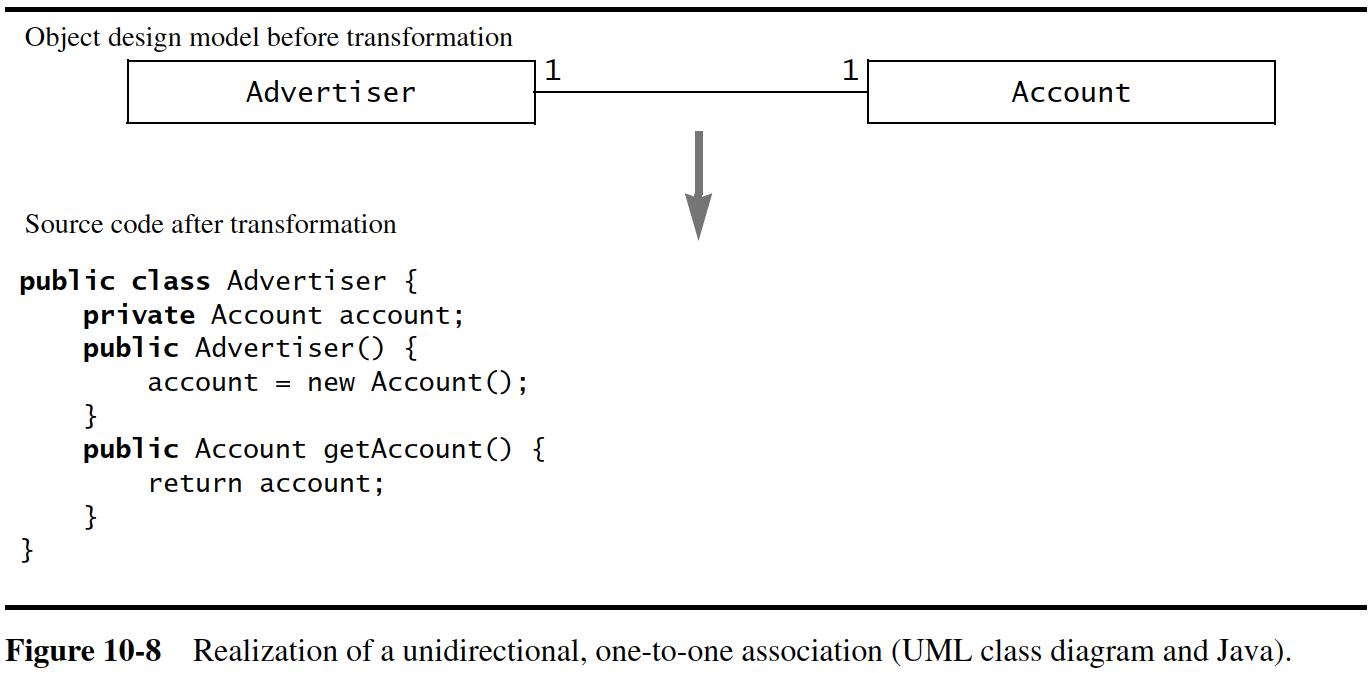 Object design model before transformation
Advertiser 1 1 Account
Source code after transformation
public class Advertiser {
    private Account account;
    public Advertiser() {
        account = new Account();
    }
    public Account getAccount() {
        return account;
    }
}
Figure 10-8 Realization of a unidirectional, one-to-one association (UML class diagram and Java).